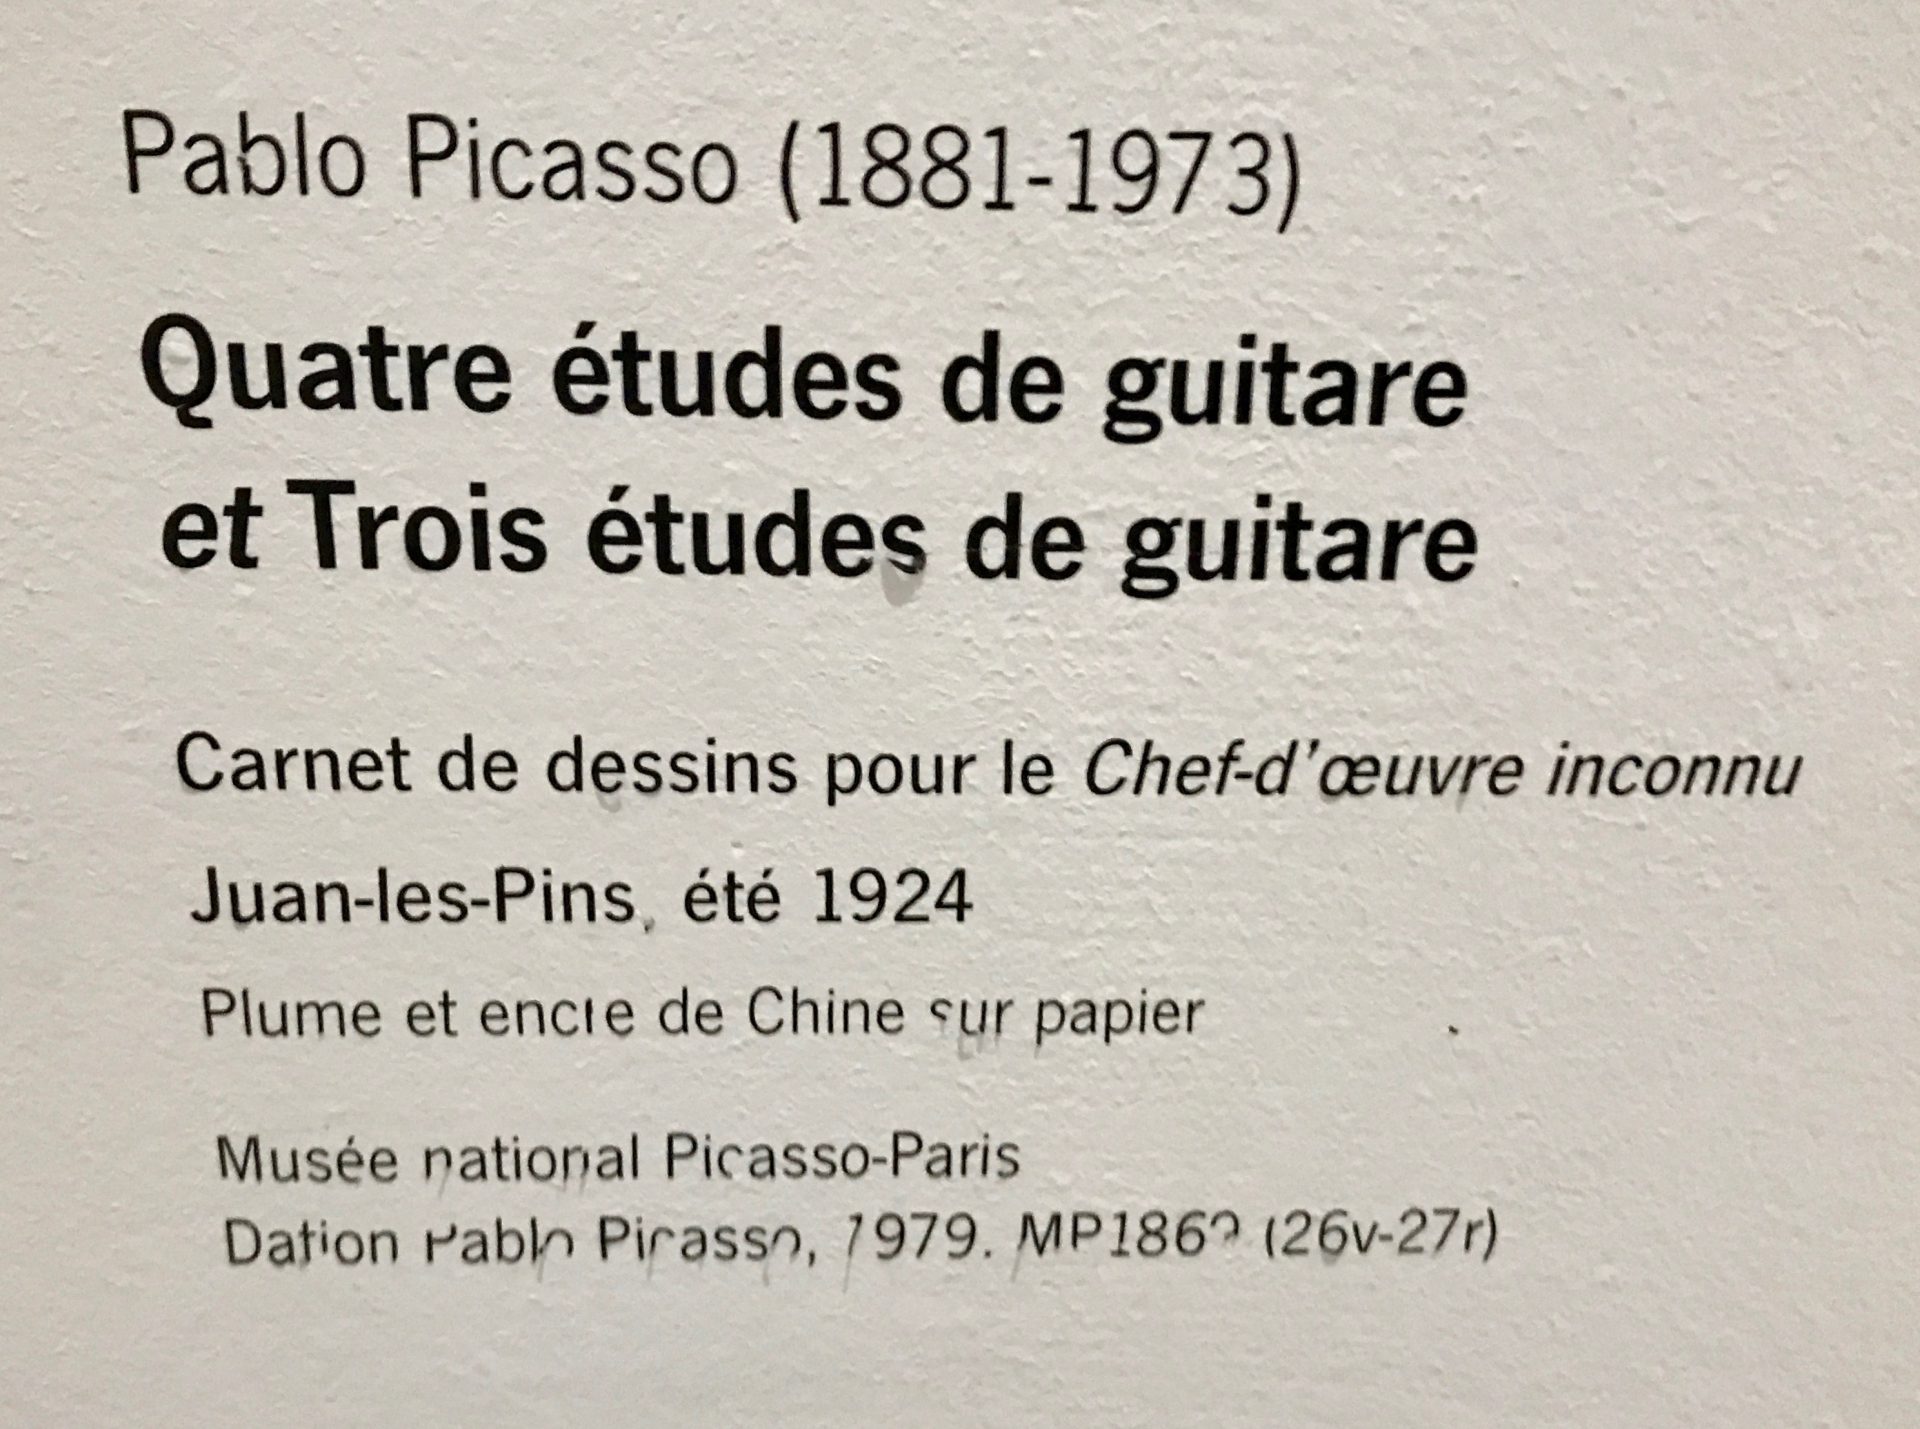 Pablo Picasso (1881-1973)
Quatre études de guitare
et Trois études de guitare
Carnet de dessins pour le Chef-d'œuvre inconnu
Juan-les-Pins, été 1924
Plume et encre de Chine sur papier
Musée national Picasso-Paris
Dation Pablo Picasso, 1979. (26v-27r)